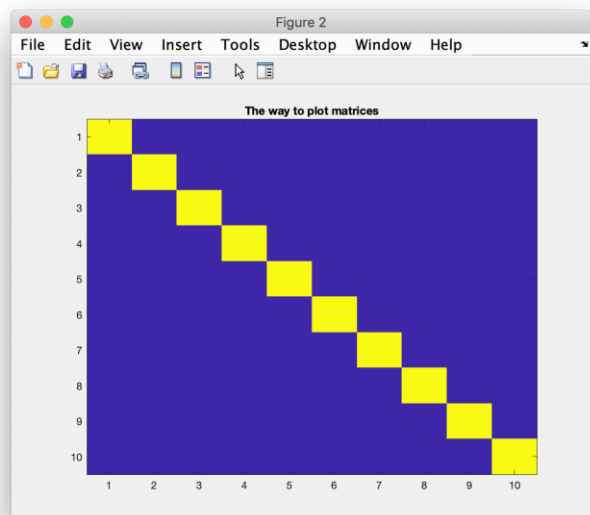 Figure 2
File Edit View Insert Tools Desktop Window Help
The way to plot matrices
1
2
3
4
5
6
7
8
9
10
1 2 3 4 5 6 7 8 9 10